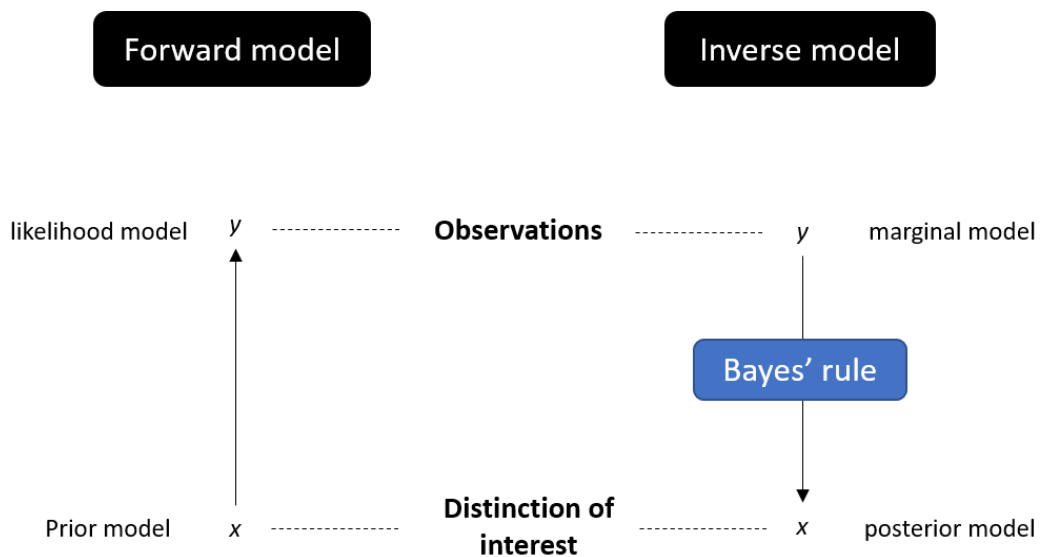 Forward model
Inverse model
likelihood model
y
Observations
y
marginal model
Bayes’ rule
Prior model
x
Distinction of
interest
x
posterior model